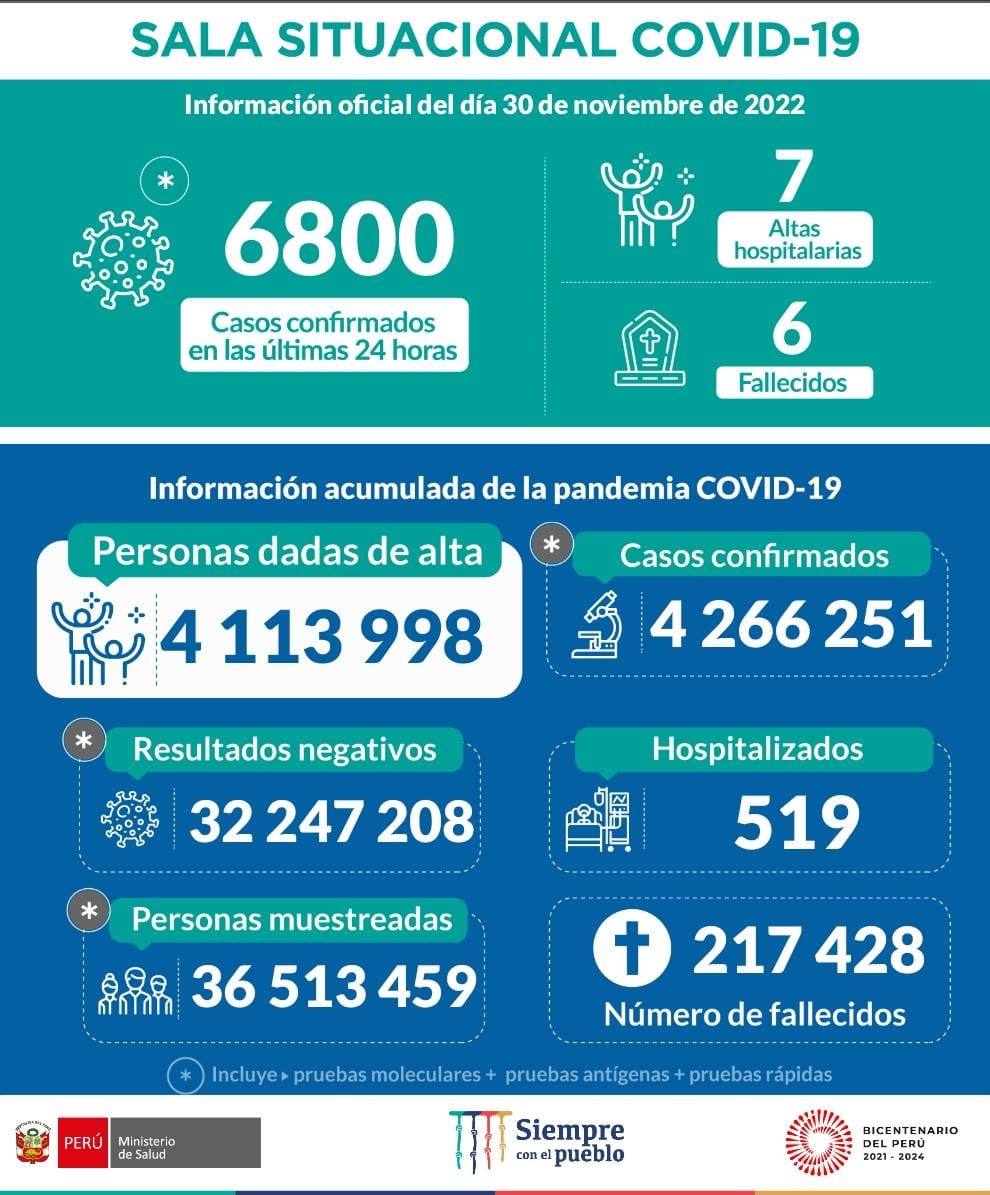 SALA SITUACIONAL COVID-19
Información oficial del día 30 de noviembre de 2022
*
6800
Casos confirmados
en las últimas 24 horas
7
Altas
hospitalarias
6
Fallecidos
Información acumulada de la pandemia COVID-19
Personas dadas de alta
4 113 998
*
Casos confirmados
4 266 251
*
Resultados negativos
32 247 208
Hospitalizados
519
*
Personas muestreadas
36 513 459
217 428
Número de fallecidos
* Incluye ▸ pruebas moleculares + pruebas antígenas + pruebas rápidas
PERÚ
Ministerio
de Salud
Siempre
con el pueblo
BICENTENARIO
DEL PERÚ
2021 - 2024